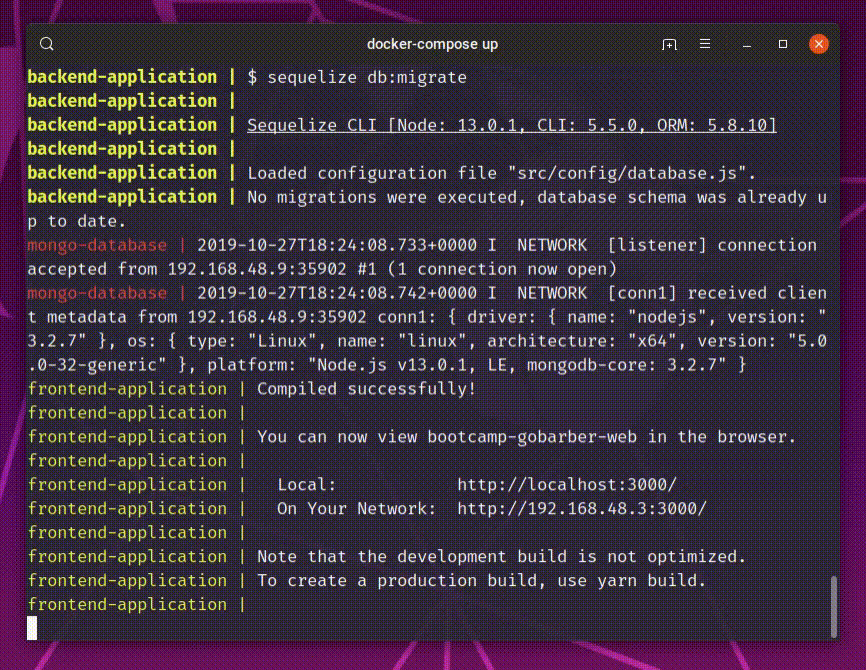 docker-compose up
backend-application | $ sequelize db:migrate
backend-application |
backend-application | Sequelize CLI [Node: 13.0.1, CLI: 5.5.0, ORM: 5.8.10]
backend-application |
backend-application | Loaded configuration file "src/config/database.js".
backend-application | No migrations were executed, database schema was already u
p to date.
mongo-database | 2019-10-27T18:24:08.733+0000 I  NETWORK  [listener] connection
accepted from 192.168.48.9:35902 #1 (1 connection now open)
mongo-database | 2019-10-27T18:24:08.742+0000 I  NETWORK  [conn1] received clien
t metadata from 192.168.48.9:35902 conn1: { driver: { name: "nodejs", version: "
3.2.7" }, os: { type: "Linux", name: "linux", architecture: "x64", version: "5.0
.0-32-generic" }, platform: "Node.js v13.0.1, LE, mongodb-core: 3.2.7" }
frontend-application | Compiled successfully!
frontend-application |
frontend-application | You can now view bootcamp-gobarber-web in the browser.
frontend-application |
frontend-application |   Local:            http://localhost:3000/
frontend-application |   On Your Network:  http://192.168.48.3:3000/
frontend-application |
frontend-application | Note that the development build is not optimized.
frontend-application | To create a production build, use yarn build.
frontend-application |